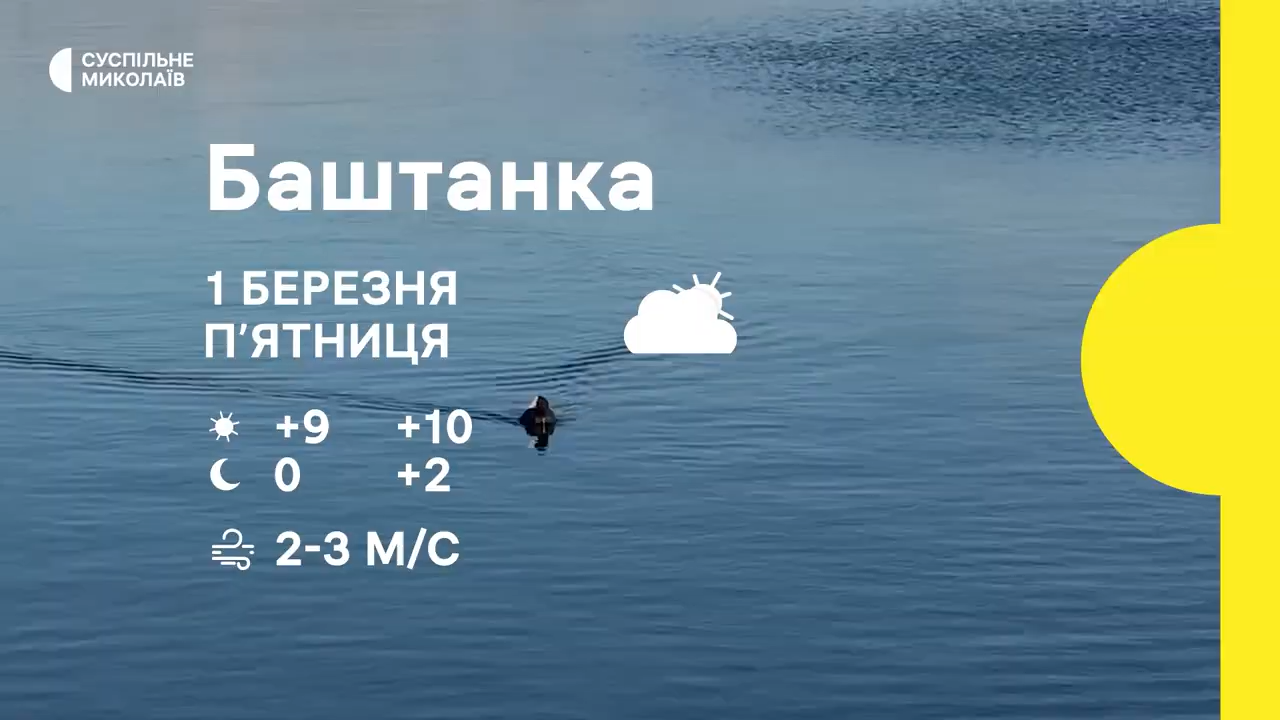 СУСПІЛЬНЕ
МИКОЛАЇВ
Баштанка
1 БЕРЕЗНЯ
П'ЯТНИЦЯ
+9 +10
0 +2
2-3 М/С